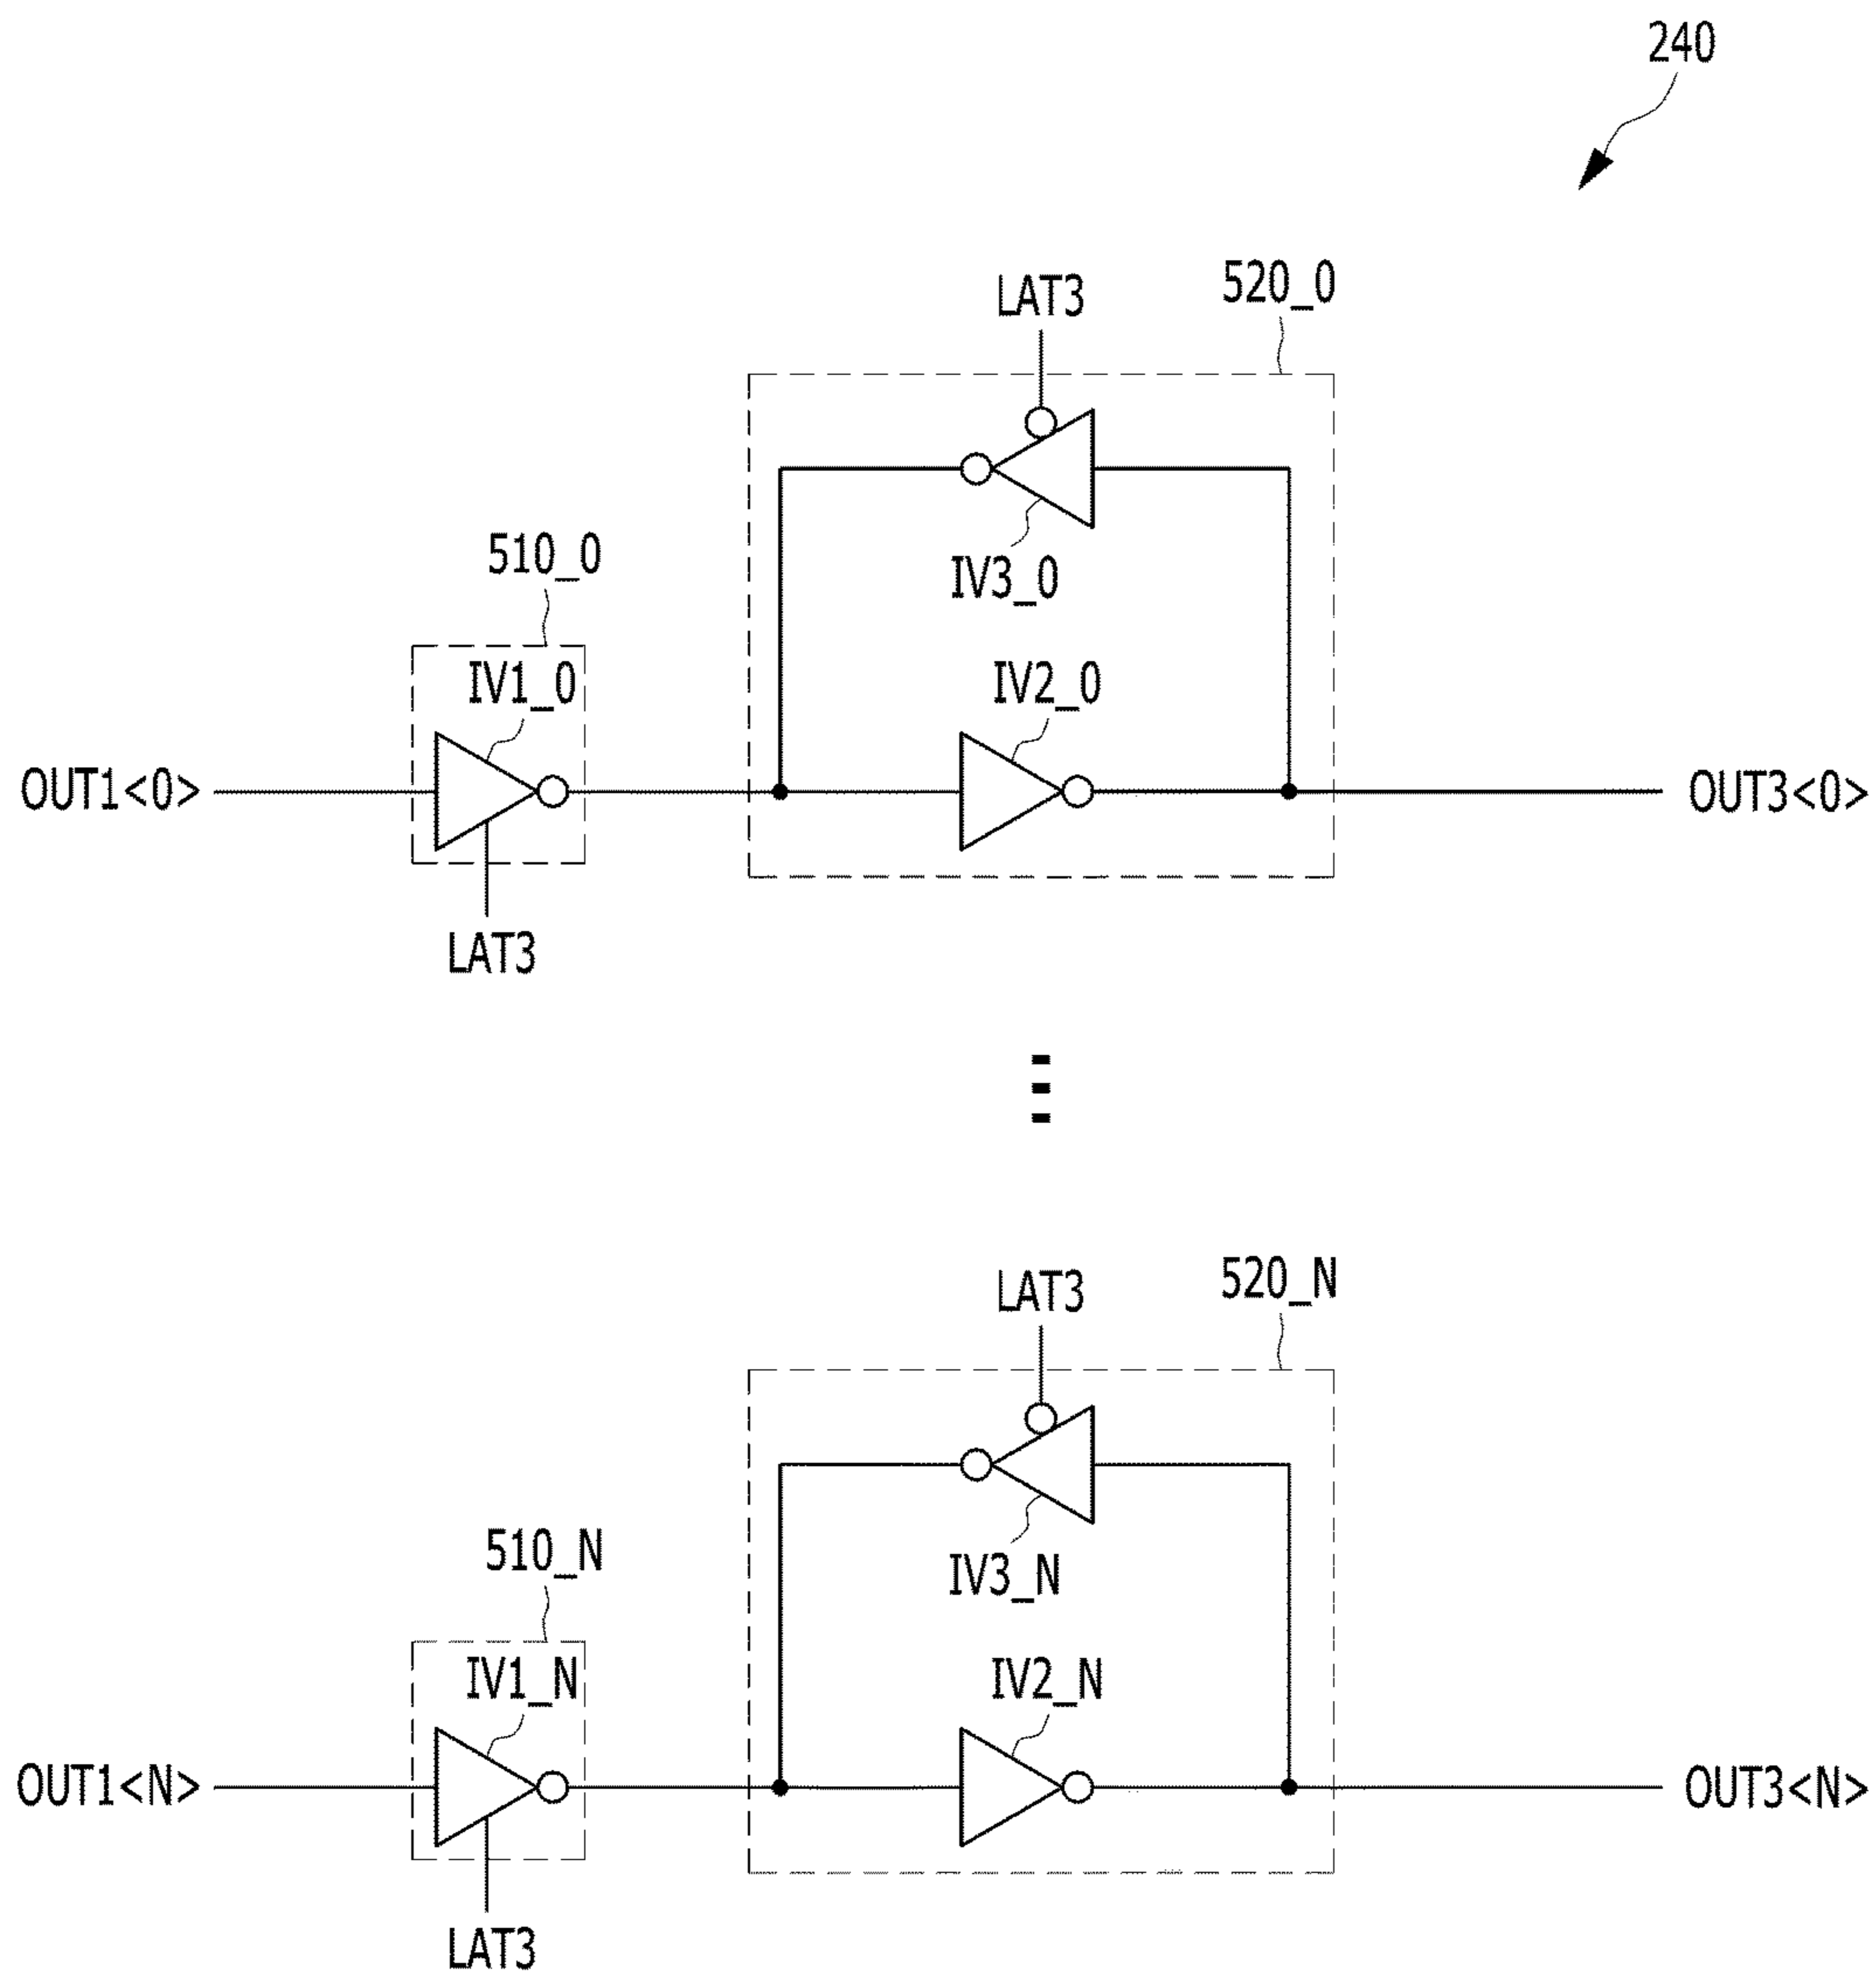 240
LAT3
520_0
IV3_0
510_0
IV1_0
IV2_0
OUT1<0>
OUT3<0>
LAT3
LAT3
520_N
IV3_N
510_N
IV1_N
IV2_N
OUT1<N>
OUT3<N>
LAT3